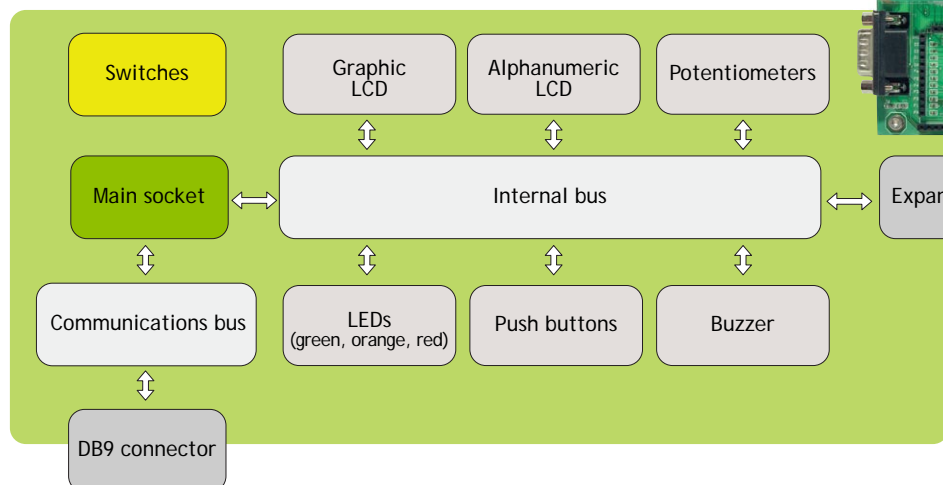 Switches
Graphic
LCD
Alphanumeric
LCD
Potentiometers
Main socket
Internal bus
Communications bus
LEDs
(green, orange, red)
Push buttons
Buzzer
DB9 connector